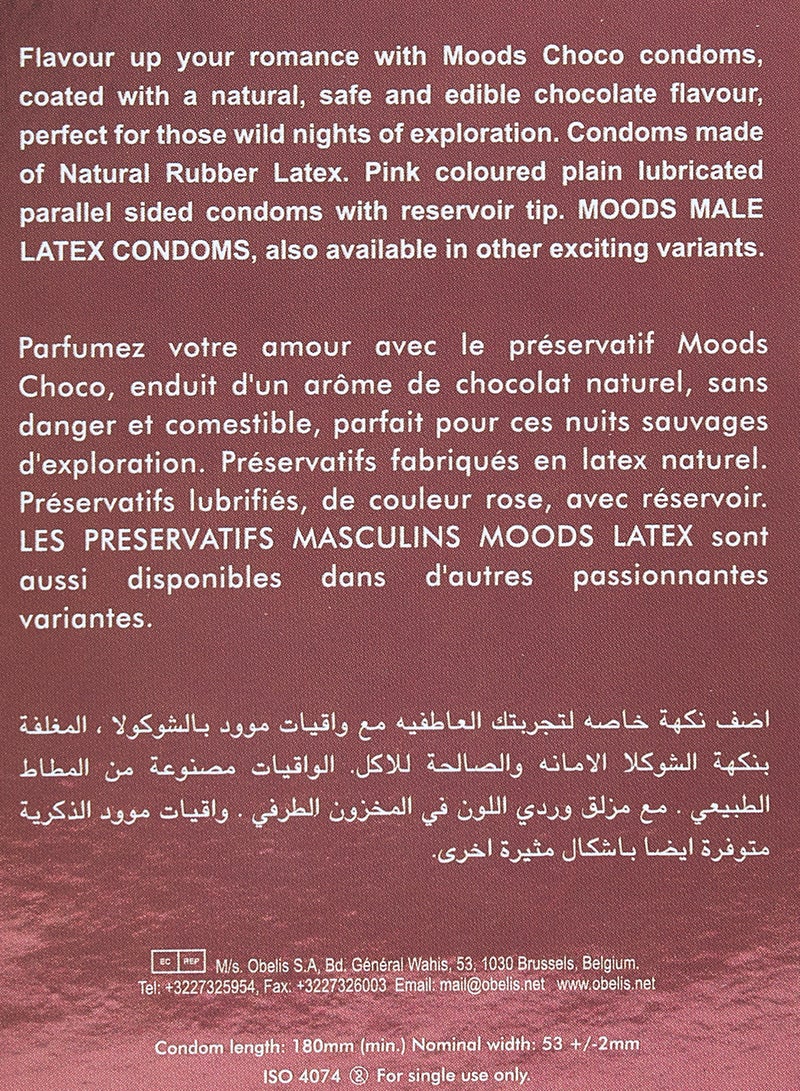 Flavour up your romance with Moods Choco condoms,
coated with a natural, safe and edible chocolate flavour,
perfect for those wild nights of exploration. Condoms made
of Natural Rubber Latex. Pink coloured plain lubricated
parallel sided condoms with reservoir tip. MOODS MALE
LATEX CONDOMS, also available in other exciting variants.
Parfumez votre amour avec le préservatif Moods
Choco, enduit d'un arôme de chocolat naturel, sans
danger et comestible, parfait pour ces nuits sauvages
d'exploration. Préservatifs fabriqués en latex naturel.
Préservatifs lubrifiés, de couleur rose, avec réservoir.
LES PRESERVATIFS MASCULINS MOODS LATEX sont
aussi disponibles dans d'autres passionnantes
variantes.
اضف نكهة خاصه لتجربتك العاطفيه مع واقيات موود بالشوكولا ، المغلفة
بنكهة الشوكلا الامانه والصالحة للاكل. الواقيات مصنوعة من المطاط
الطبيعي . مع مزلق وردي اللون في المخزون الطرفي . واقيات موود الذكرية
متوفرة ايضا باشكال مثيرة اخرى.
EC REP M/s. Obelis S.A, Bd. Général Wahis, 53, 1030 Brussels, Belgium.
Tel: +3227325954, Fax: +3227326003 Email: mail@obelis.net www.obelis.net
Condom length: 180mm (min.) Nominal width: 53 +/-2mm
ISO 4074 2 For single use only.